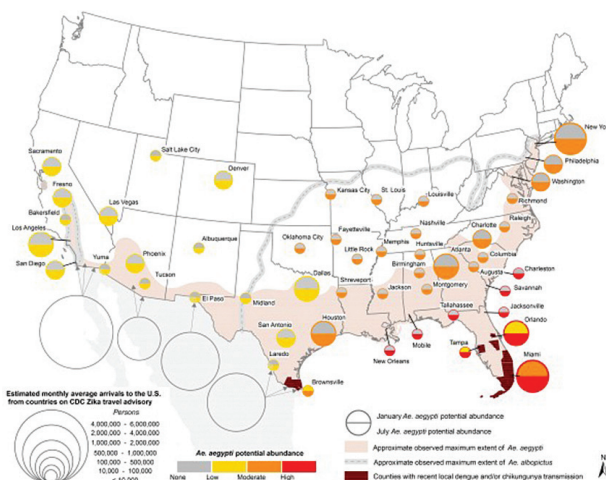 New Yo
Philadelphia
Washington
Richmond
Raleigh
Charlotte
Columbia
Atlanta
Augusta
Charleston
Savannah
Jacksonville
Orlando
Tampa
Miami
Tallahassee
Montgomery
Birmingham
Huntsville
Nashville
Louisville
St. Louis
Kansas City
Fayetteville
Little Rock
Memphis
Jackson
Mobile
New Orleans
Shreveport
Dallas
Oklahoma City
Houston
San Antonio
Laredo
Brownsville
Midland
El Paso
Albuquerque
Denver
Salt Lake City
Las Vegas
Phoenix
Tucson
Yuma
San Diego
Los Angeles
Bakersfield
Fresno
Sacramento
Estimated monthly average arrivals to the U.S.
from countries on CDC Zika travel advisory
Persons
4,000,000 - 6,000,000
2,000,000 - 4,000,000
1,000,000 - 2,000,000
500,000 - 1,000,000
100,000 - 500,000
10,000 - 100,000
Ae. aegypti potential abundance
None Low Moderate High
January Ae. aegypti potential abundance
July Ae. aegypti potential abundance
Approximate observed maximum extent of Ae. aegypti
Approximate observed maximum extent of Ae. albopictus
Counties with recent local dengue and/or chikungunya transmission
N